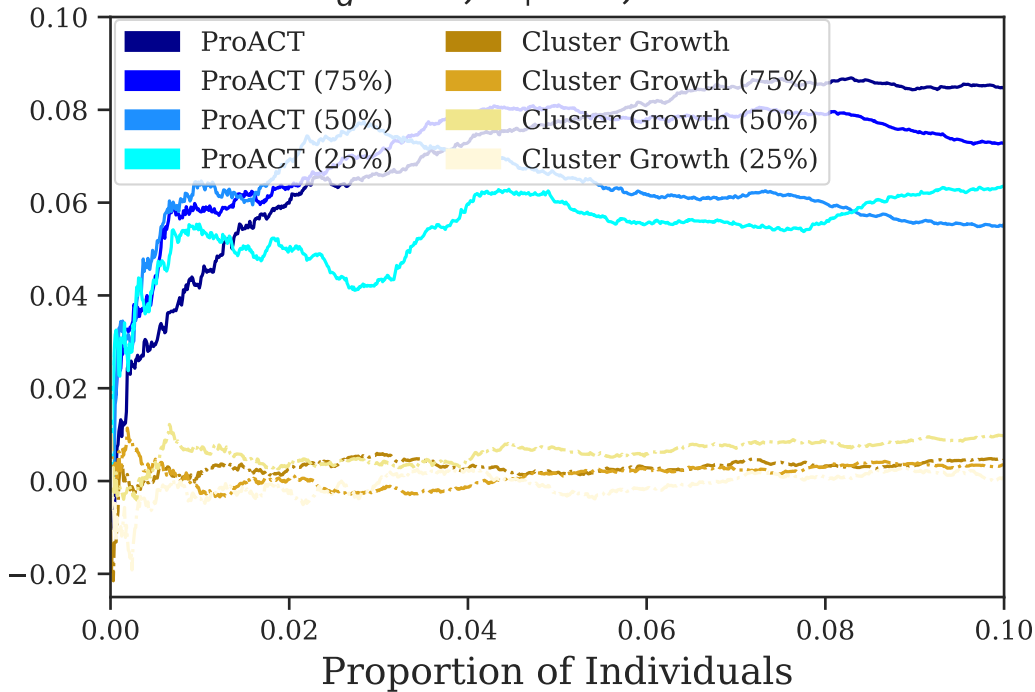 0.10
ProACT Cluster Growth
ProACT (75%) Cluster Growth (75%)
0.08
ProACT (50%) Cluster Growth (50%)
ProACT (25%) Cluster Growth (25%)
0.06
0.04
0.02
0.00
−0.02
0.00 0.02 0.04 0.06 0.08 0.10
Proportion of Individuals